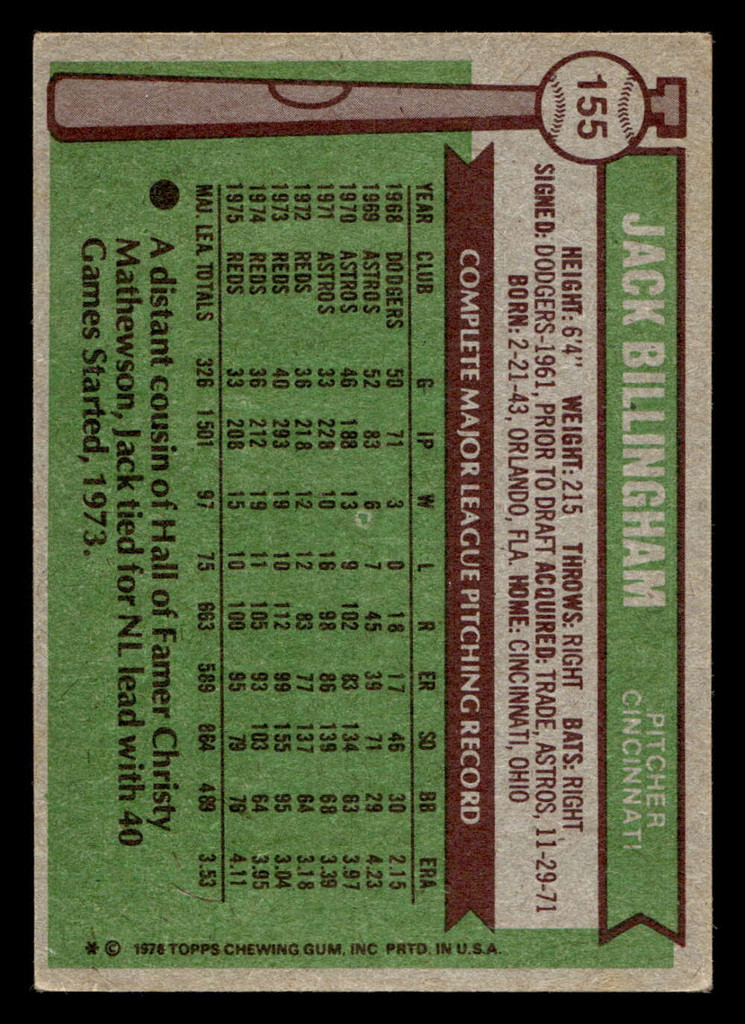 155
JACK BILLINGHAM
PITCHER
CINCINNATI
HEIGHT: 6'4" WEIGHT: 215 THROWS: RIGHT BATS: RIGHT
SIGNED: DODGERS-1961, PRIOR TO DRAFT ACQUIRED: TRADE, ASTROS, 11-29-71
BORN: 2-21-43, ORLANDO, FLA. HOME: CINCINNATI, OHIO
COMPLETE MAJOR LEAGUE PITCHING RECORD
YEAR CLUB G IP W L R ER SO BB ERA
1968 DODGERS 50 71 3 0 18 17 46 30 2.15
1969 ASTROS 52 83 6 7 45 39 71 29 4.23
1970 ASTROS 46 188 13 9 102 83 134 63 3.97
1971 ASTROS 33 228 10 16 98 86 139 68 3.39
1972 REDS 36 218 12 12 83 77 137 64 3.18
1973 REDS 40 293 19 10 112 99 155 95 3.04
1974 REDS 36 212 19 11 105 93 103 64 3.95
1975 REDS 33 208 15 10 100 95 79 76 4.11
MAJ. LEA. TOTALS 326 1501 97 75 663 589 864 489 3.53
● A distant cousin of Hall of Famer Christy
Mathewson, Jack tied for NL lead with 40
Games Started, 1973.
* © 1976 TOPPS CHEWING GUM, INC PRTD. IN U.S.A.